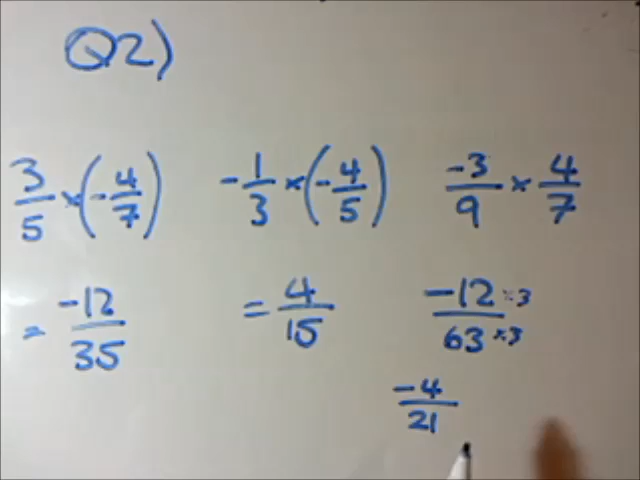 Q2)
3/5 × (-4/7)
-1/3 × (-4/5)
-3/9 × 4/7
= -12/35
= 4/15
-12÷3/63×3
-4/21